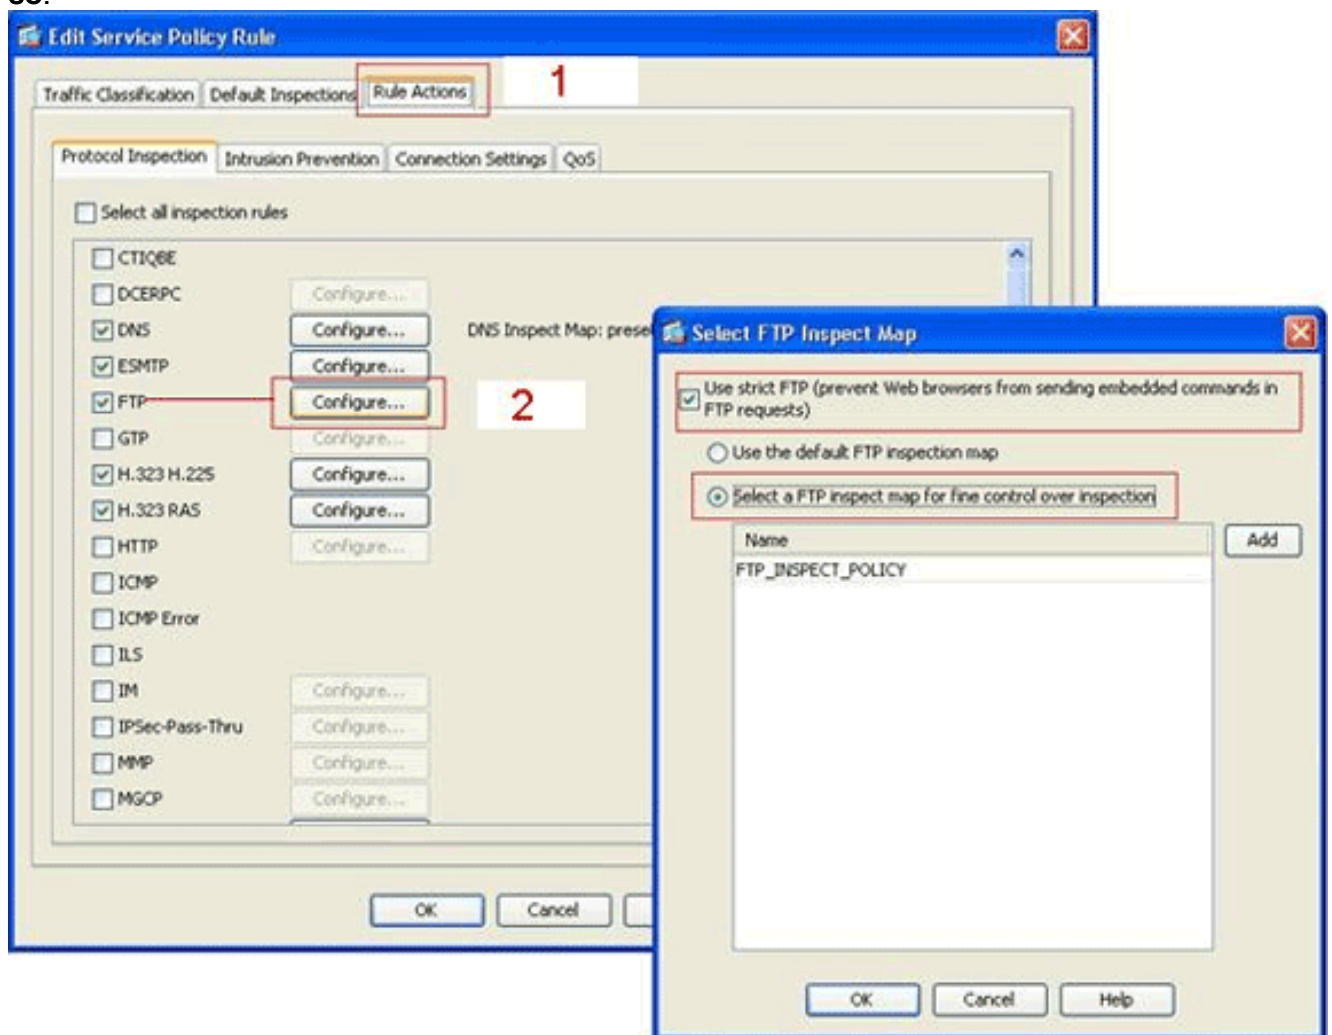 Edit Service Policy Rule
1
Traffic Classification Default Inspections Rule Actions
Protocol Inspection Intrusion Prevention Connection Settings QoS
Select all inspection rules
CTIQBE
DCERPC Configure...
DNS Configure... DNS Inspect Map:
ESMTP Configure...
FTP Configure... 2
GTP Configure...
H.323 H.225 Configure...
H.323 RAS Configure...
HTTP Configure...
ICMP
ICMP Error
ILS
IM Configure...
IPSec-Pass-Thru Configure...
MMP Configure...
MGCP Configure...
OK Cancel
Select FTP Inspect Map
Use strict FTP (prevent Web browsers from sending embedded commands in
FTP requests)
Use the default FTP inspection map
Select a FTP inspect map for fine control over inspection
Name Add
FTP_INSPECT_POLICY
OK Cancel Help